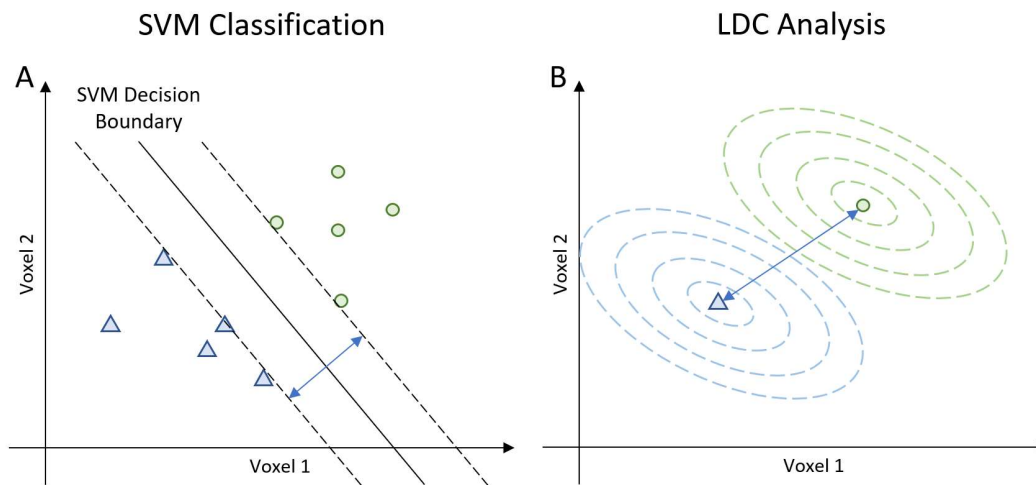 SVM Classification
LDC Analysis
A
SVM Decision
Boundary
Voxel 2
Voxel 1
B
Voxel 2
Voxel 1